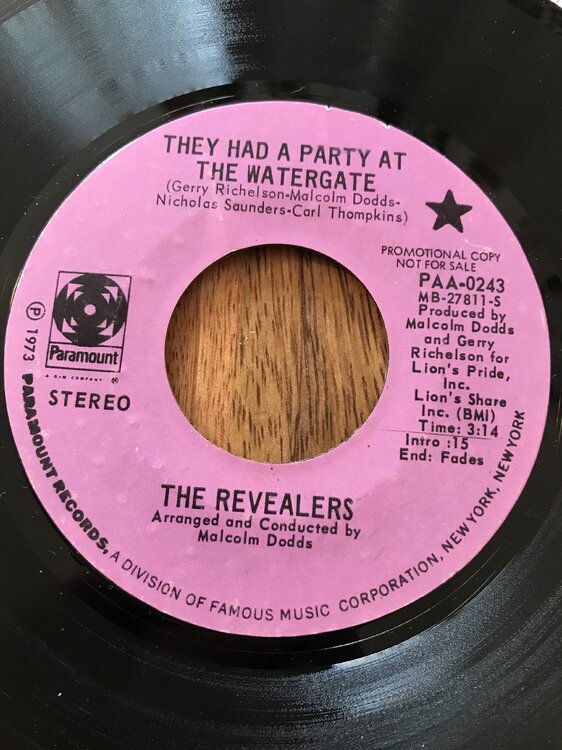 THEY HAD A PARTY AT
THE WATERGATE
(Gerry Richelson-Malcolm Dodds-
Nicholas Saunders-Carl Thompkins)
PROMOTIONAL COPY
NOT FOR SALE
PAA-0243
MB-27811-S
Produced by
Malcolm Dodds
and Gerry
Richelson for
Lion's Pride,
Inc.
Lion's Share
Inc. (BMI)
Time: 3:14
Intro :15
End: Fades
Paramount
A G+W COMPANY
STEREO
THE REVEALERS
Arranged and Conducted by
Malcolm Dodds
Ⓟ 1973 PARAMOUNT RECORDS, A DIVISION OF FAMOUS MUSIC CORPORATION, NEW YORK, NEW YORK